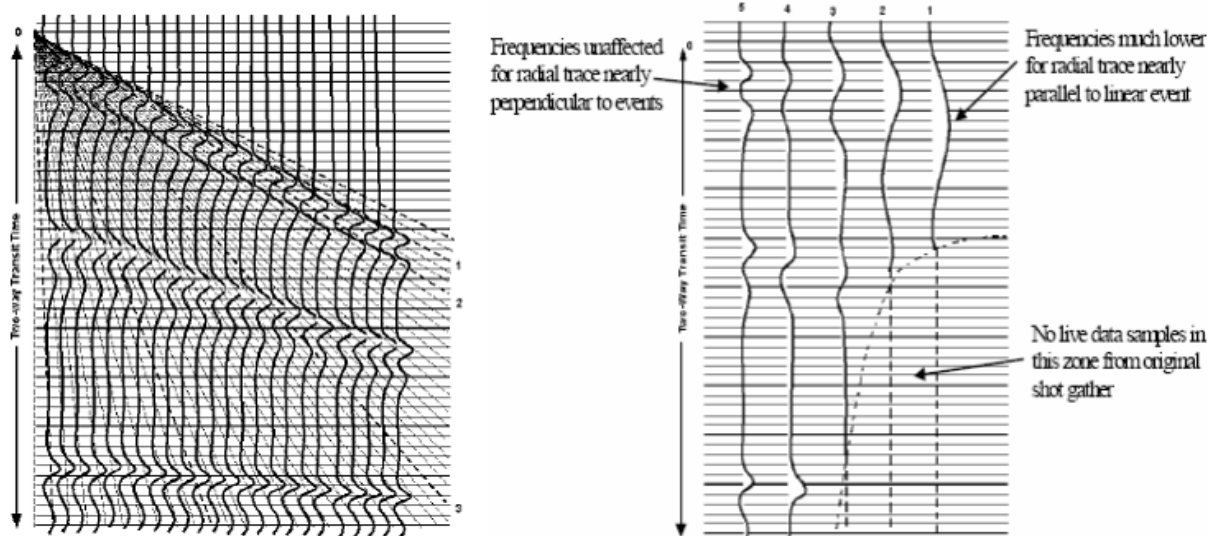 0
Two-way Transit Time
1
2
3
5 4 3 2 1
0
Two-Way Transit Time
Frequencies unaffected
for radial trace nearly
perpendicular to events
Frequencies much lower
for radial trace nearly
parallel to linear event
No live data samples in
this zone from original
shot gather